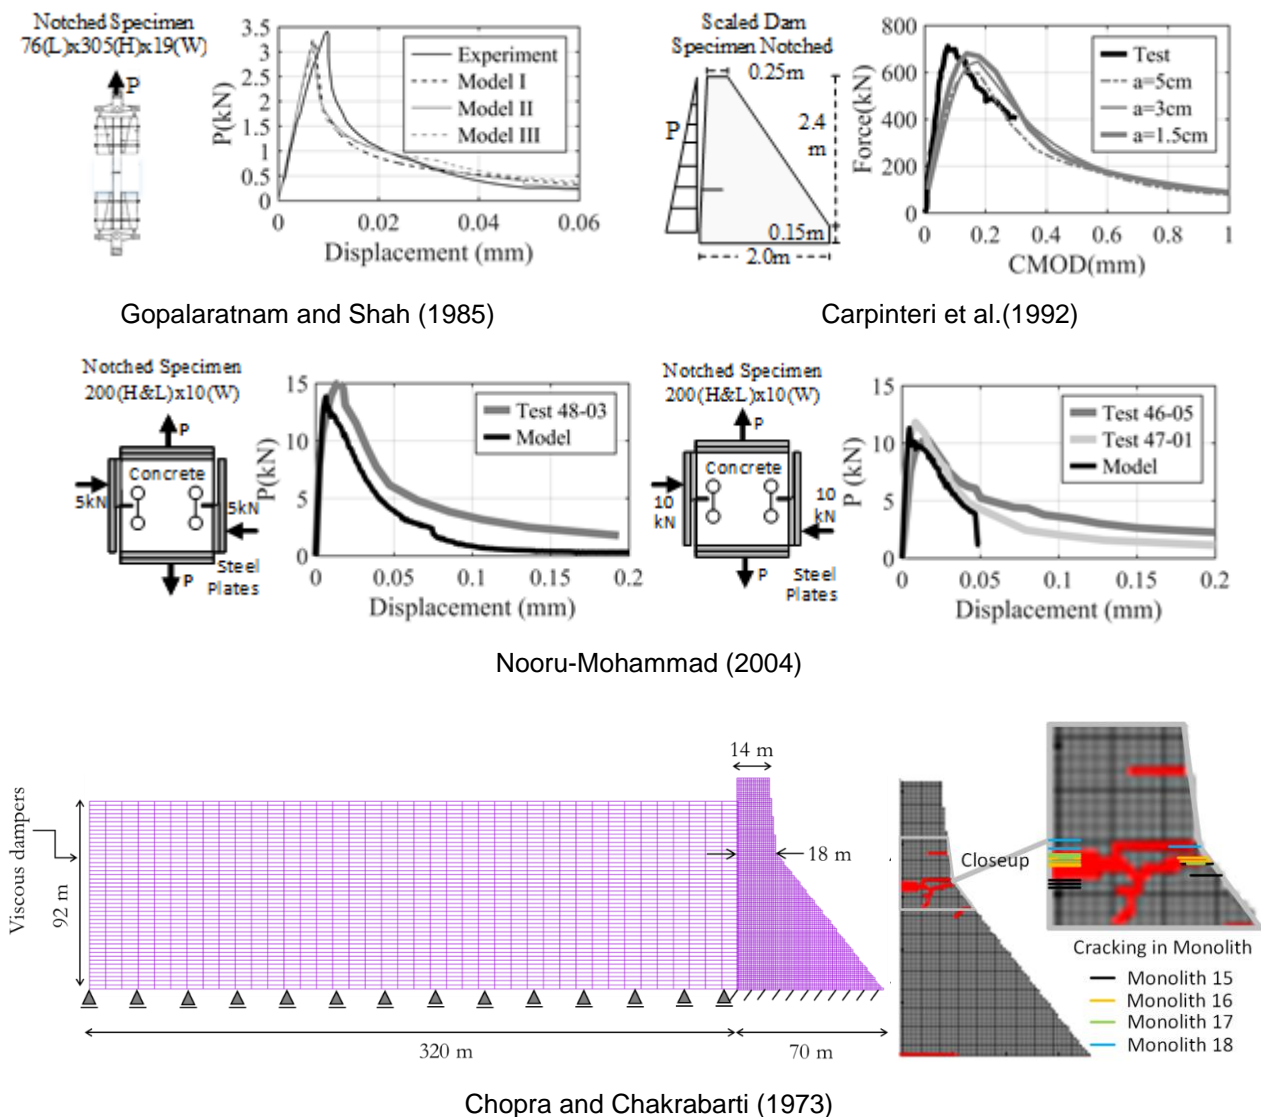 Notched Specimen
76(L)x305(H)x19(W)
P
P(kN)
3.5
3
2.5
2
1.5
1
0.5
0
0
0.02
0.04
0.06
Displacement (mm)
Experiment
Model I
Model II
Model III
Gopalaratnam and Shah (1985)
Scaled Dam
Specimen Notched
0.25m
P
2.4
m
0.15m
2.0m
Force(kN)
800
600
400
200
0
0
0.2
0.4
0.6
0.8
1
CMOD(mm)
Test
a=5cm
a=3cm
a=1.5cm
Carpinteri et al.(1992)
Notched Specimen
200(H&L)x10(W)
P
Concrete
5kN
5kN
P
Steel
Plates
P(kN)
15
10
5
0
0
0.05
0.1
0.15
0.2
Displacement (mm)
Test 48-03
Model
Notched Specimen
200(H&L)x10(W)
P
Concrete
10
kN
10
kN
P
Steel
Plates
P (kN)
15
10
5
0
0
0.05
0.1
0.15
0.2
Displacement (mm)
Test 46-05
Test 47-01
Model
Nooru-Mohammad (2004)
Viscous dampers
92 m
14 m
18 m
320 m
70 m
Closeup
Cracking in Monolith
Monolith 15
Monolith 16
Monolith 17
Monolith 18
Chopra and Chakrabarti (1973)